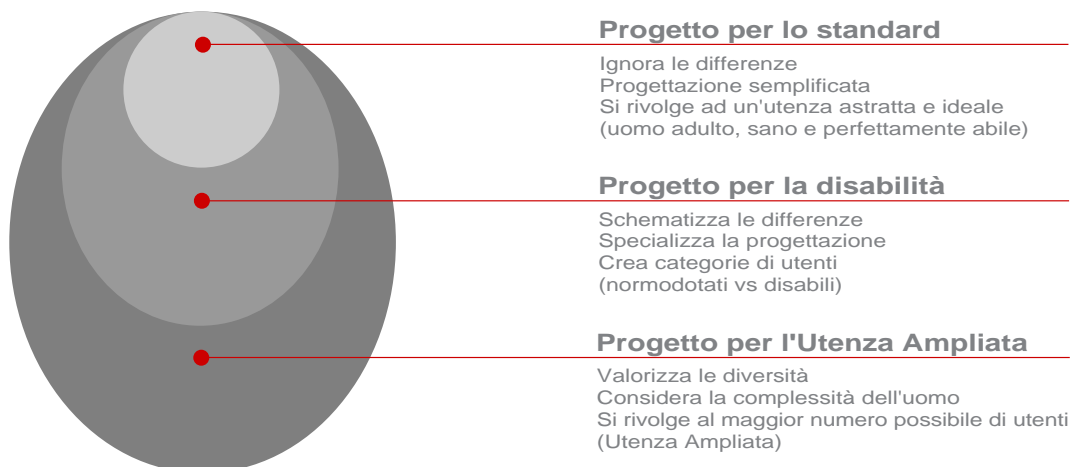 Progetto per lo standard
Ignora le differenze
Progettazione semplificata
Si rivolge ad un'utenza astratta e ideale
(uomo adulto, sano e perfettamente abile)
Progetto per la disabilità
Schematizza le differenze
Specializza la progettazione
Crea categorie di utenti
(normodotati vs disabili)
Progetto per l'Utenza Ampliata
Valorizza le diversità
Considera la complessità dell'uomo
Si rivolge al maggior numero possibile di utenti
(Utenza Ampliata)